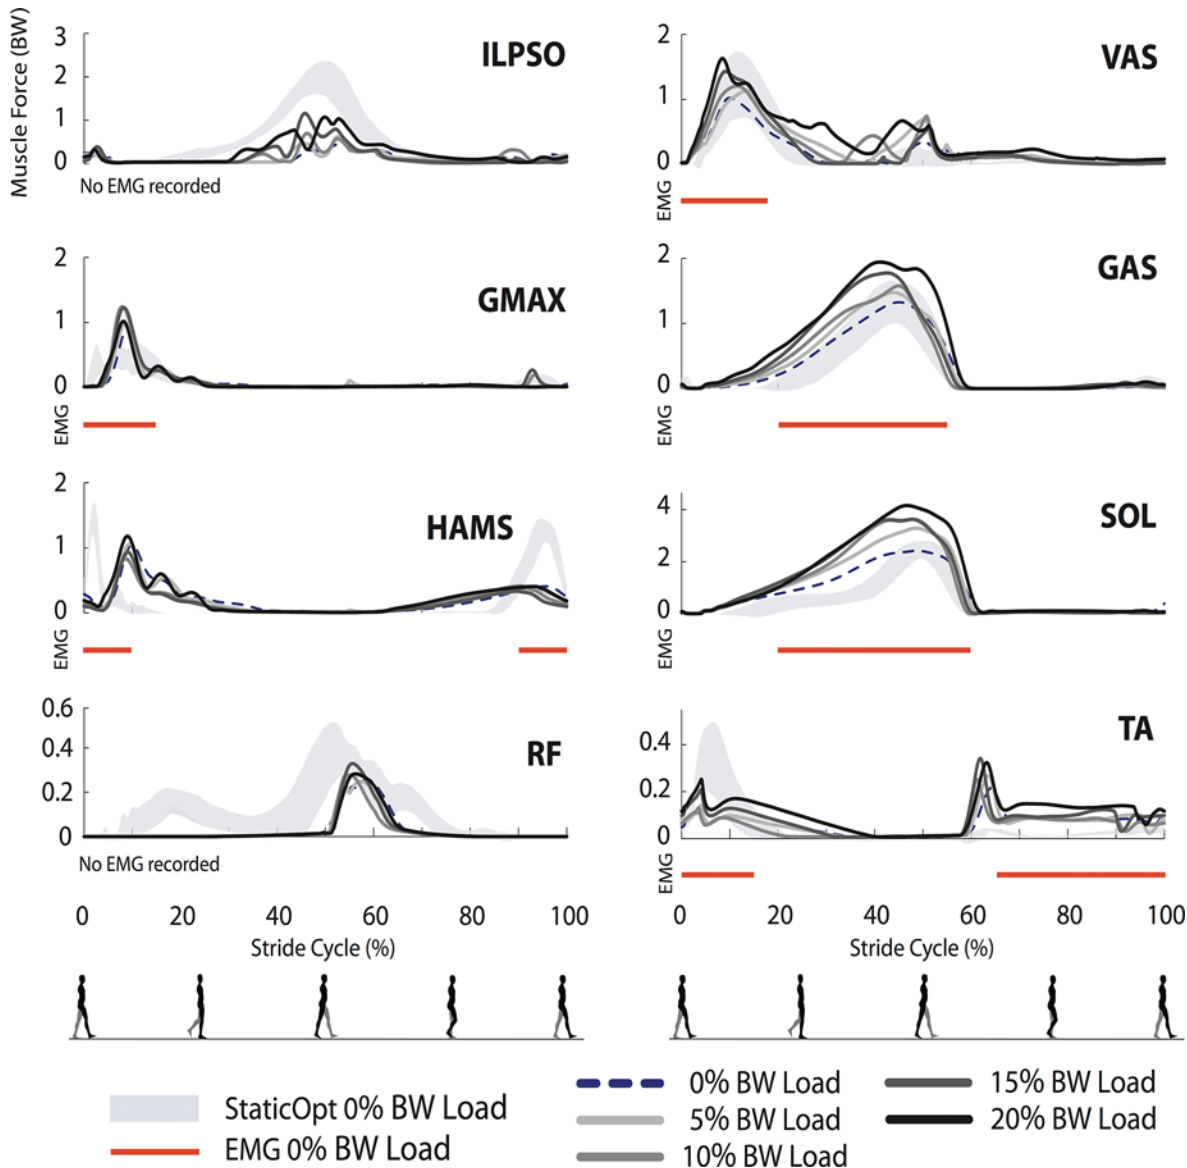 Muscle Force (BW)
3
2
1
0
ILPSO
No EMG recorded
2
1
0
VAS
EMG
2
1
0
GMAX
EMG
2
1
0
GAS
EMG
2
1
0
HAMS
EMG
4
2
0
SOL
EMG
0.6
0.4
0.2
0
RF
No EMG recorded
0.4
0.2
0
TA
EMG
0 20 40 60 80 100
Stride Cycle (%)
0 20 40 60 80 100
Stride Cycle (%)
StaticOpt 0% BW Load
EMG 0% BW Load
0% BW Load
5% BW Load
10% BW Load
15% BW Load
20% BW Load